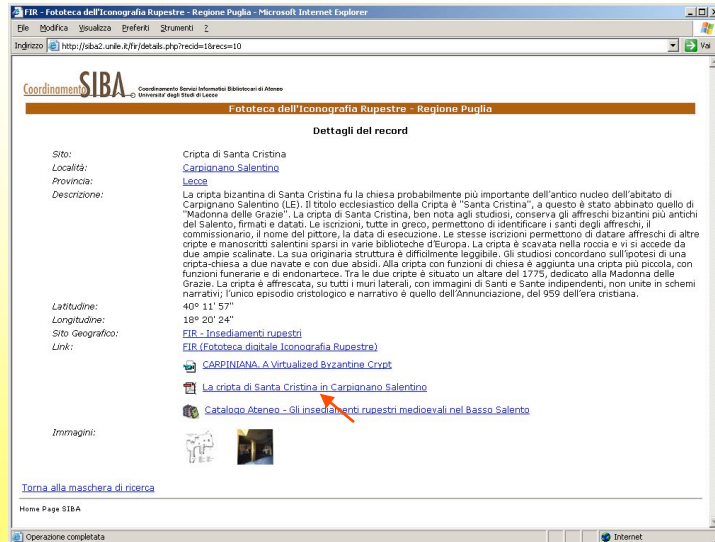 FIR - Fototeca dell'Iconografia Rupestre - Regione Puglia - Microsoft Internet Explorer
File Modifica Visualizza Preferiti Strumenti ?
Indirizzo http://siba2.unile.it/fir/details.php?recid=18recs=10 Vai
Coordinamento SIBA Coordinamento Servizi Informatici Bibliotecari di Ateneo
Universita' degli Studi di Lecce
Fototeca dell'Iconografia Rupestre - Regione Puglia
Dettagli del record
Sito: Cripta di Santa Cristina
Località: Carpignano Salentino
Provincia: Lecce
Descrizione: La cripta bizantina di Santa Cristina fu la chiesa probabilmente più importante dell'antico nucleo dell'abitato di
Carpignano Salentino (LE). Il titolo ecclesiastico della Cripta è "Santa Cristina", a questo è stato abbinato quello di
"Madonna delle Grazie". La cripta di Santa Cristina, ben nota agli studiosi, conserva gli affreschi bizantini più antichi
del Salento, firmati e datati. Le iscrizioni, tutte in greco, permettono di identificare i santi degli affreschi, il
commissionario, il nome del pittore, la data di esecuzione. Le stesse iscrizioni permettono di datare affreschi di altre
cripte e manoscritti salentini sparsi in varie biblioteche d'Europa. La cripta è scavata nella roccia e vi si accede da
due ampie scalinate. La sua originaria struttura è difficilmente leggibile. Gli studiosi concordano sull'ipotesi di una
cripta-chiesa a due navate e con due absidi. Alla cripta con funzioni di chiesa è aggiunta una cripta più piccola, con
funzioni funerarie e di endonartece. Tra le due cripte è situato un altare del 1775, dedicato alla Madonna delle
Grazie. La cripta è affrescata, su tutti i muri laterali, con immagini di Santi e Sante indipendenti, non unite in schemi
narrativi; l'unico episodio cristologico e narrativo è quello dell'Annunciazione, del 959 dell'era cristiana.
Latitudine: 40° 11' 57"
Longitudine: 18° 20' 24"
Sito Geografico: FIR - Insediamenti rupestri
Link: FIR (Fototeca digitale Iconografia Rupestre)
CARPINIANA. A Virtualized Byzantine Crypt
La cripta di Santa Cristina in Carpignano Salentino
Catalogo Ateneo - Gli insediamenti rupestri medioevali nel Basso Salento
Immagini:
Torna alla maschera di ricerca
Home Page SIBA
Operazione completata Internet